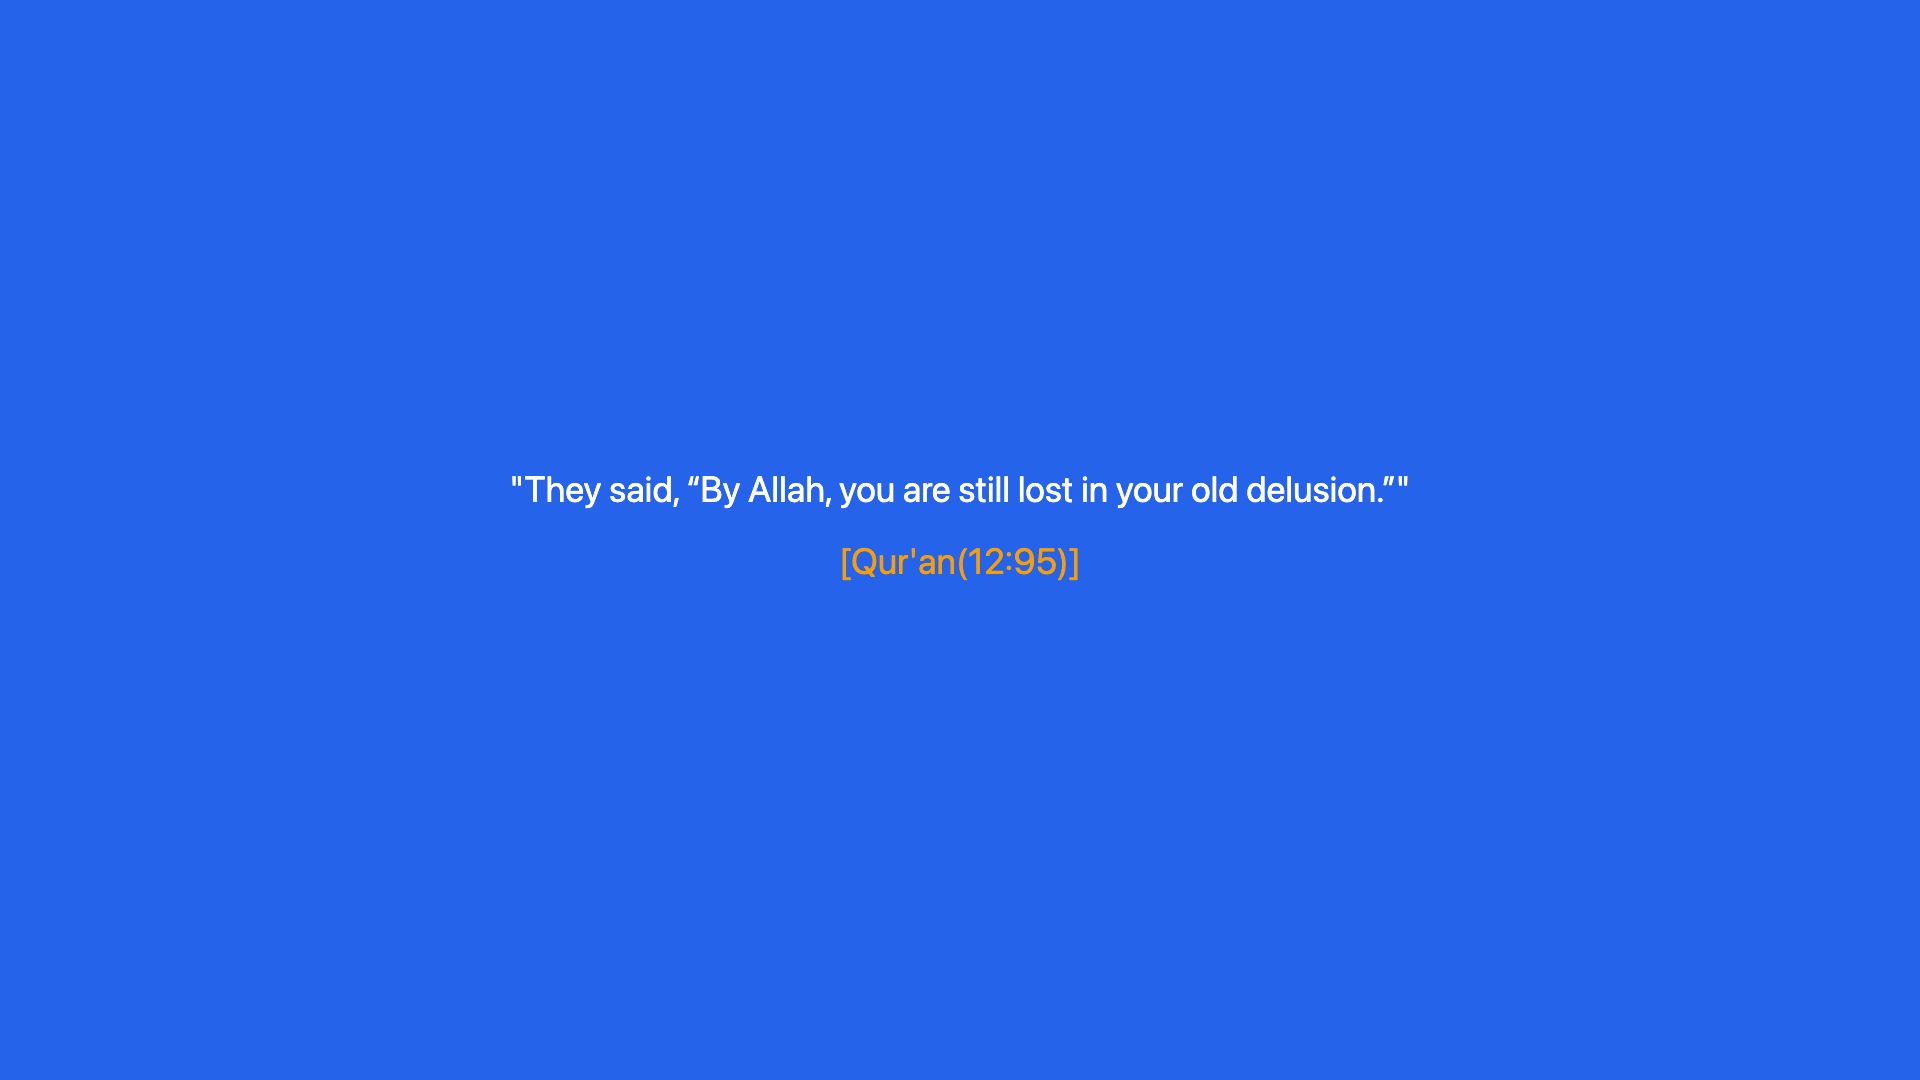 "They said, “By Allah, you are still lost in your old delusion.”"
[Qur'an(12:95)]